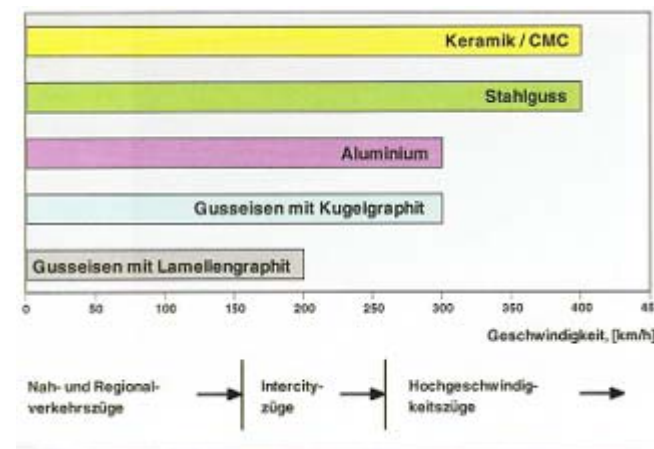 Keramik / CMC
Stahlguss
Aluminium
Gusseisen mit Kugelgraphit
Gusseisen mit Lamellengraphit
0 50 100 150 200 250 300 350 400 45
Geschwindigkeit, [km/h]
Nah- und Regional-
verkehrszüge
Intercity-
züge
Hochgeschwindig-
keitszüge